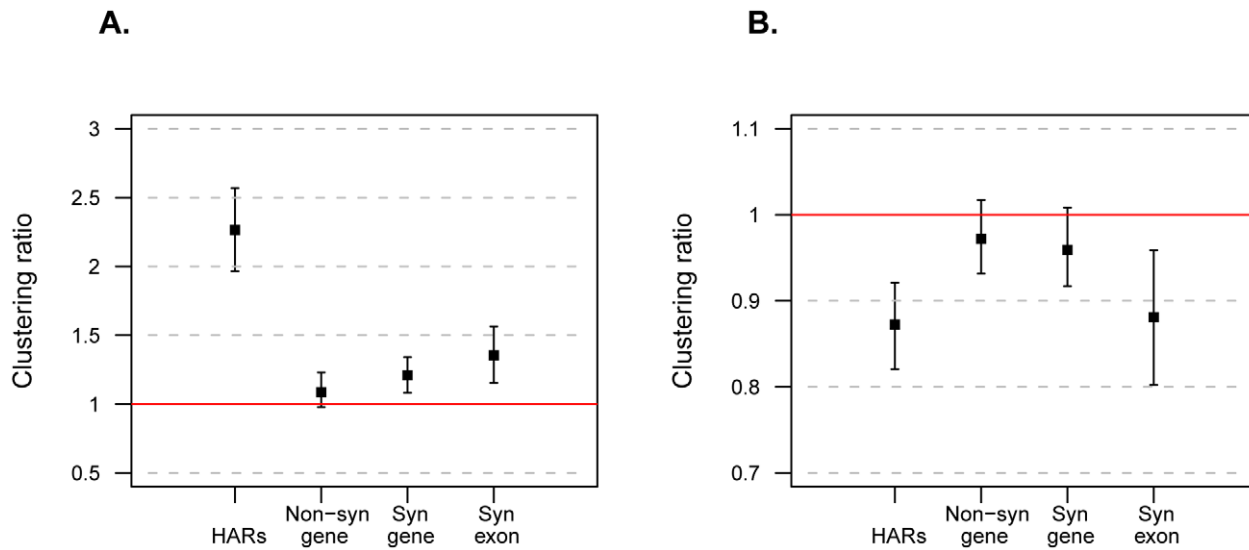 A.
Clustering ratio
3
2.5
2
1.5
1
0.5
HARs
Non-syn
gene
Syn
gene
Syn
exon
B.
Clustering ratio
1.1
1
0.9
0.8
0.7
HARs
Non-syn
gene
Syn
gene
Syn
exon